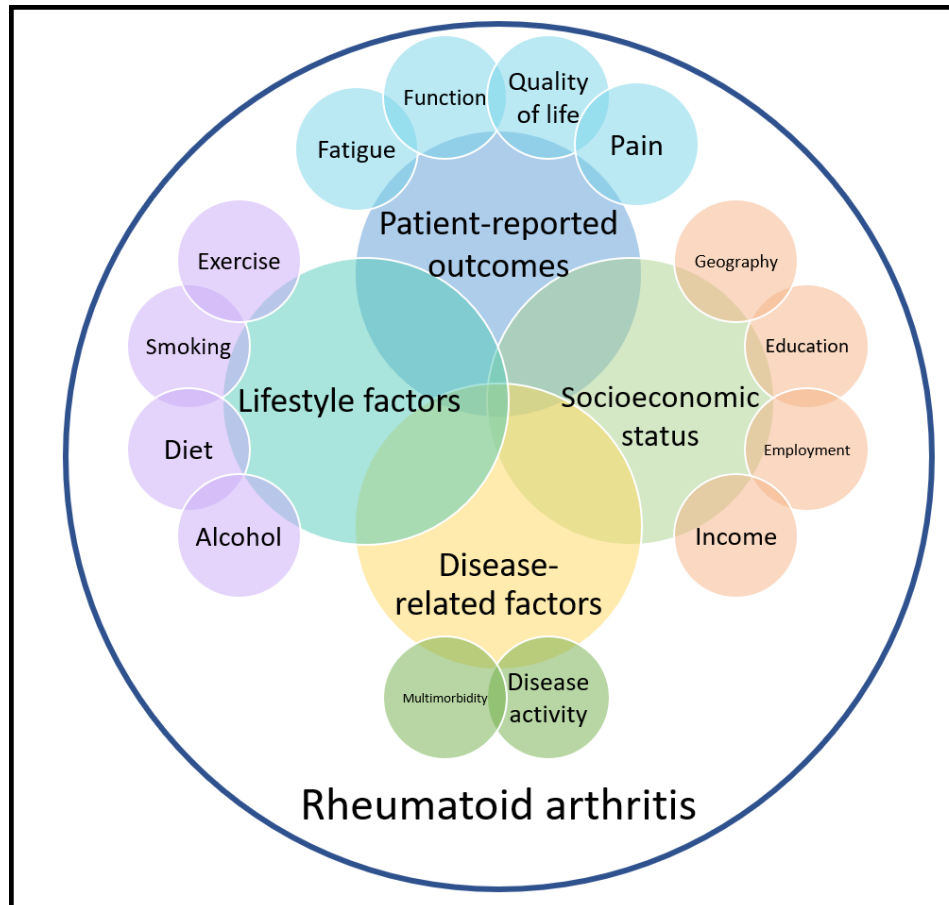 Function
Quality
of life
Fatigue
Pain
Patient-reported
outcomes
Exercise
Geography
Smoking
Education
Lifestyle factors
Socioeconomic
status
Diet
Employment
Alcohol
Income
Disease-
related factors
Multimorbidity
Disease
activity
Rheumatoid arthritis